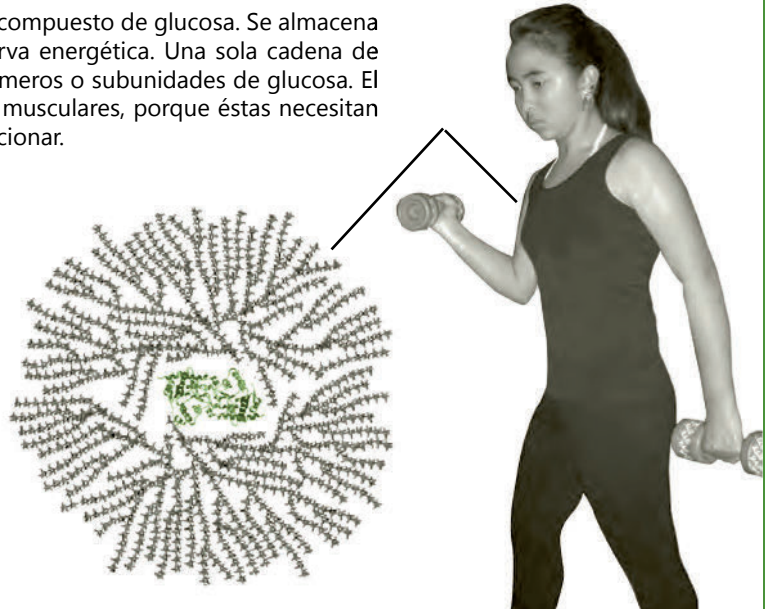 compuesto de glucosa. Se almacena
rva energética. Una sola cadena de
meros o subunidades de glucosa. El
musculares, porque éstas necesitan
cionar.